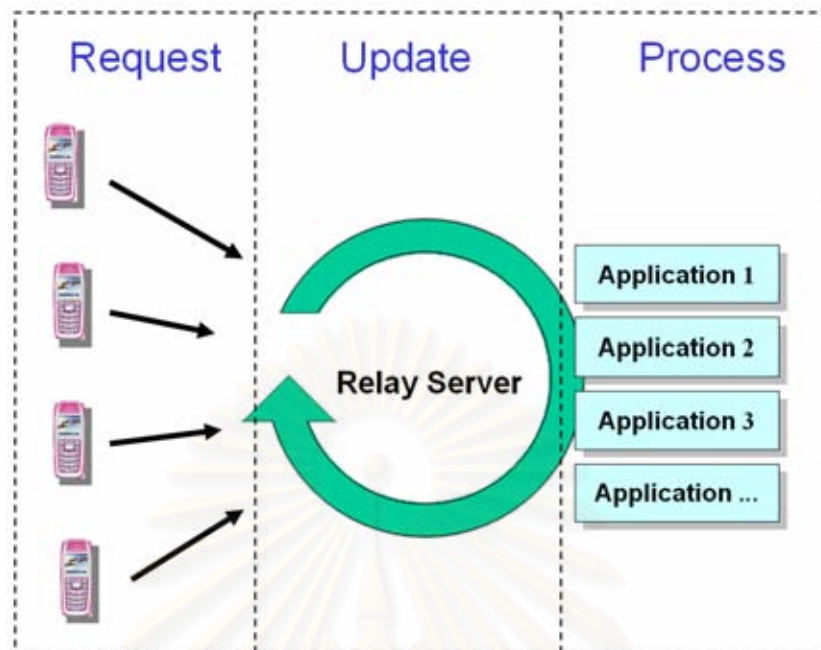 Request Update Process
Application 1
Application 2
Relay Server
Application 3
Application ...